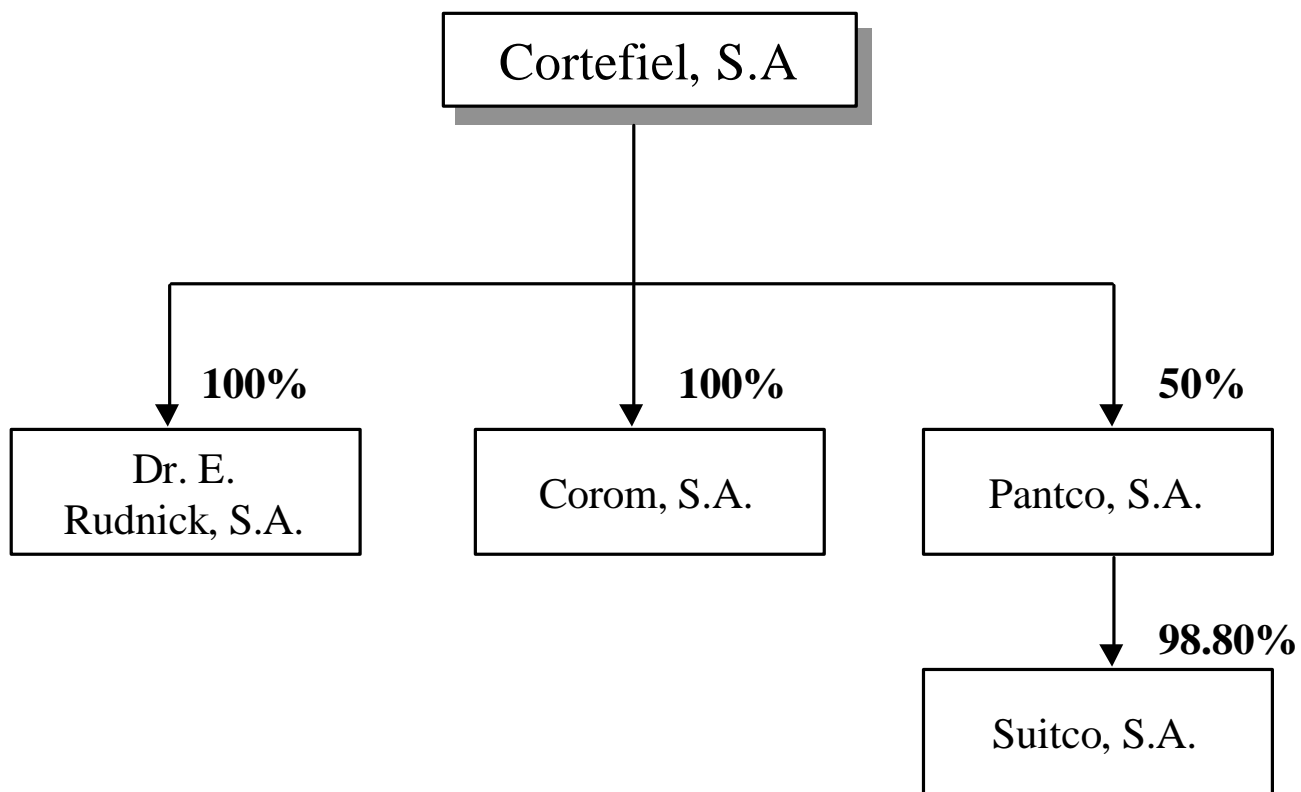 Cortefiel, S.A
100%
100%
50%
Dr. E.
Rudnick, S.A.
Corom, S.A.
Pantco, S.A.
98.80%
Suitco, S.A.